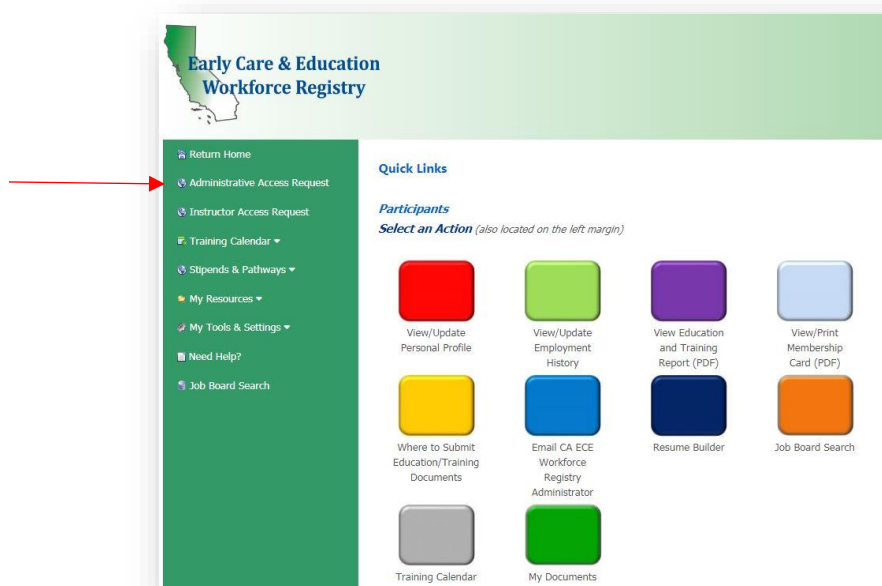 Early Care & Education
Workforce Registry
Return Home
Administrative Access Request
Instructor Access Request
Training Calendar
Stipends & Pathways
My Resources
My Tools & Settings
Need Help?
Job Board Search
Quick Links
Participants
Select an Action (also located on the left margin)
View/Update
Personal Profile
View/Update
Employment
History
View Education
and Training
Report (PDF)
View/Print
Membership
Card (PDF)
Where to Submit
Education/Training
Documents
Email CA ECE
Workforce
Registry
Administrator
Resume Builder
Job Board Search
Training Calendar
My Documents